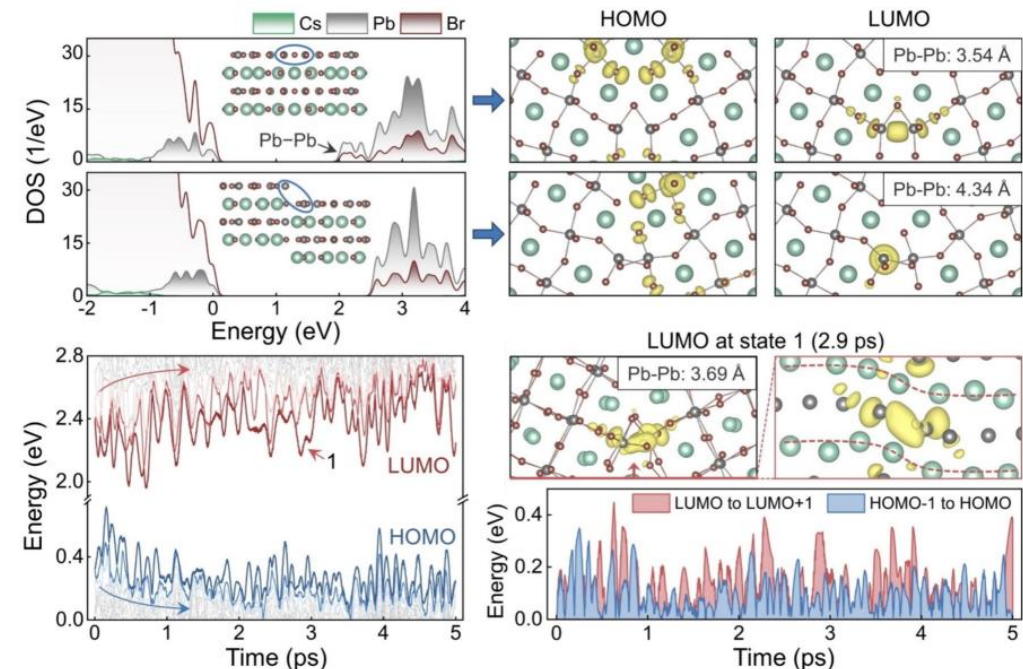 Cs Pb Br
DOS (1/eV)
30
15
0
Pb–Pb
30
15
0
-2 -1 0 1 2 3 4
Energy (eV)
HOMO LUMO
Pb-Pb: 3.54 Å
Pb-Pb: 4.34 Å
Energy (eV)
2.8
2.4
2.0
0.4
0.0
1
LUMO
HOMO
0 1 2 3 4 5
Time (ps)
LUMO at state 1 (2.9 ps)
Pb-Pb: 3.69 Å
Energy (eV)
0.4
0.2
0.0
LUMO to LUMO+1 HOMO-1 to HOMO
0 1 2 3 4 5
Time (ps)